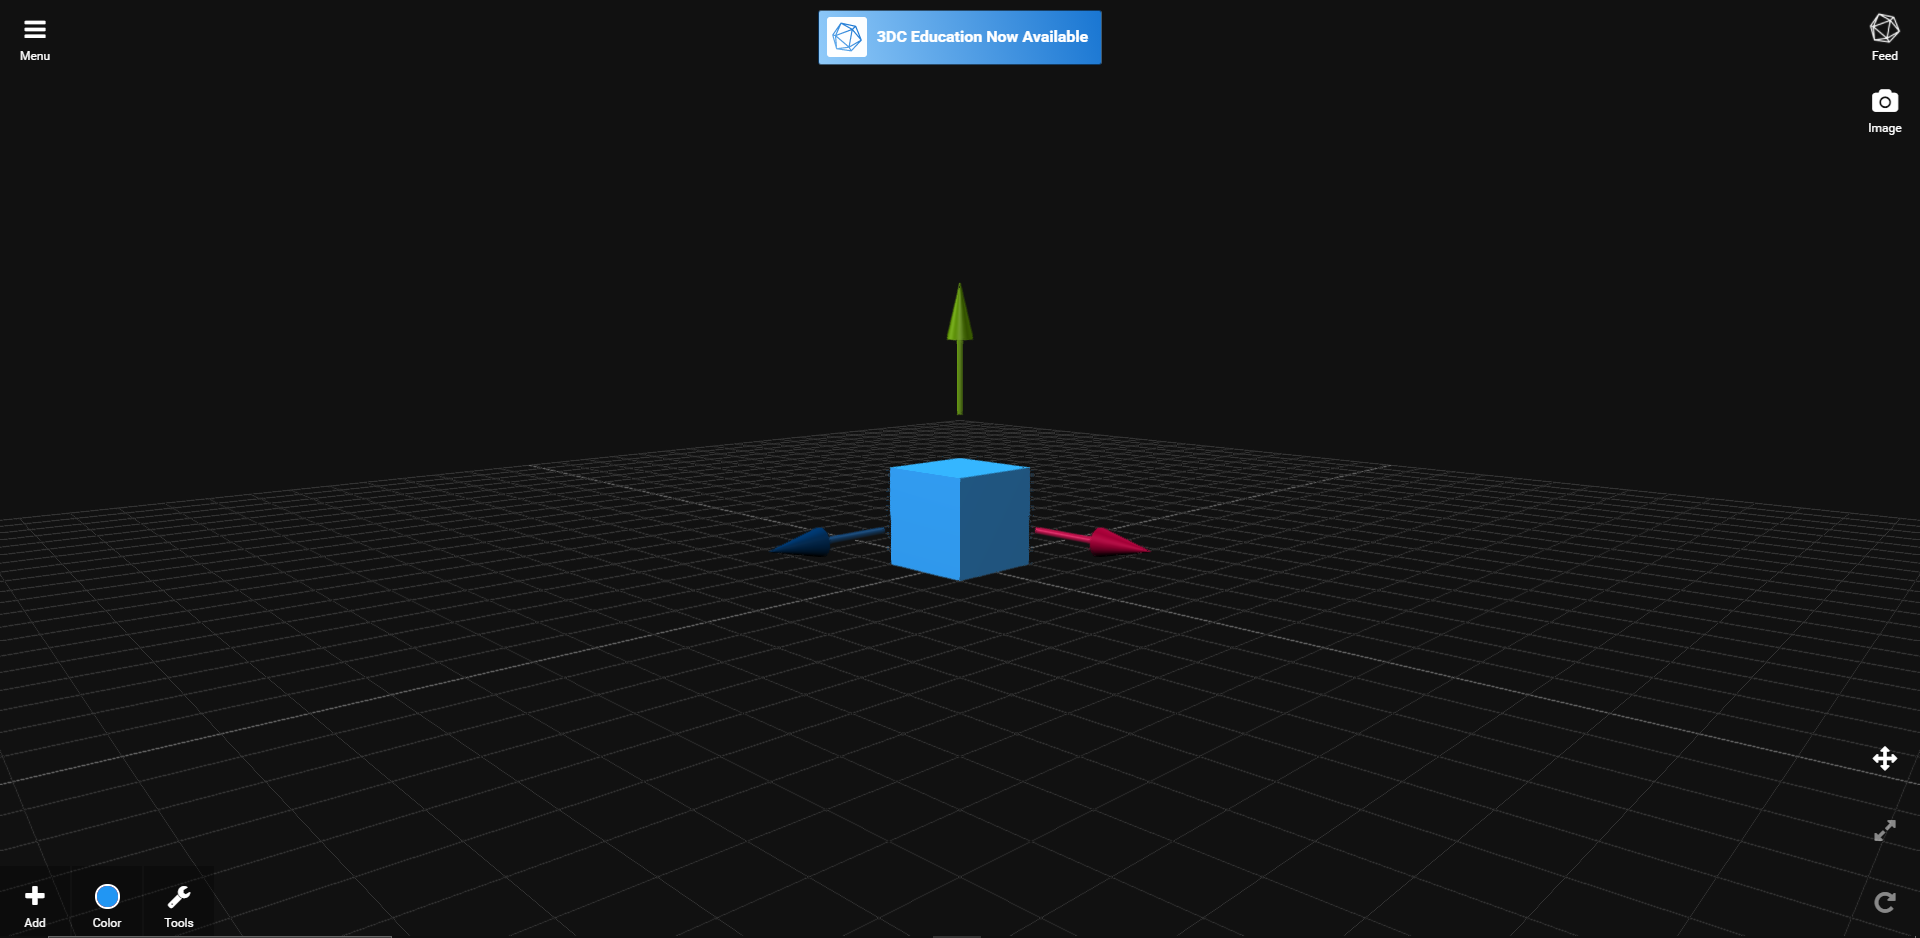 Menu
3DC Education Now Available
Feed
Image
Add
Color
Tools